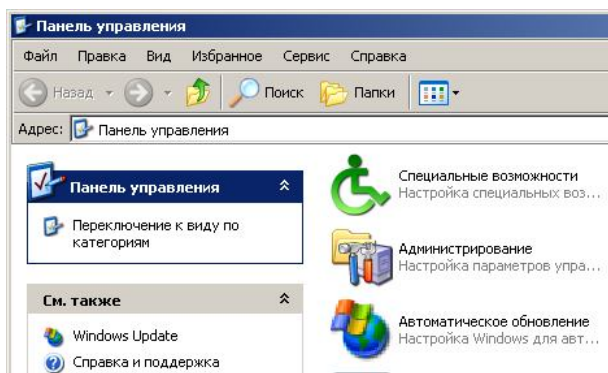 Панель управления
Файл Правка Вид Избранное Сервис Справка
Назад Поиск Папки
Адрес: Панель управления
Панель управления
Переключение к виду по
категориям
См. также
Windows Update
Справка и поддержка
Специальные возможности
Настройка специальных воз...
Администрирование
Настройка параметров упра...
Автоматическое обновление
Настройка Windows для авт...